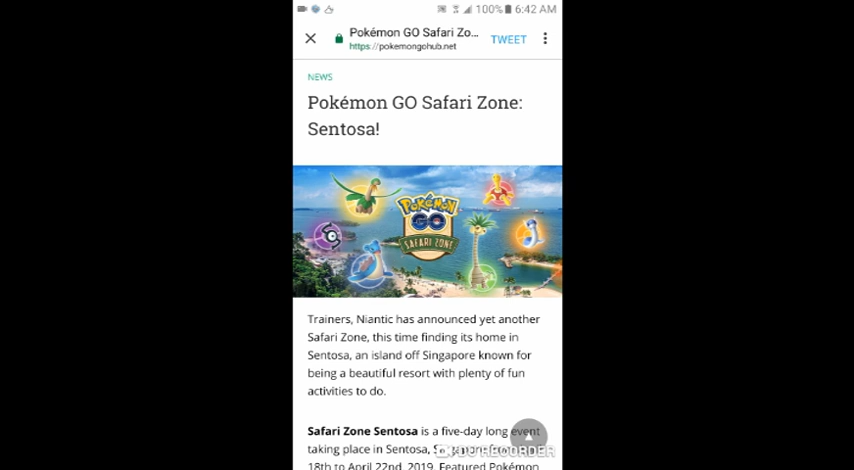 100% 6:42 AM
Pokémon GO Safari Zo...
https://pokemongohub.net
TWEET
NEWS
Pokémon GO Safari Zone:
Sentosa!
POKÉMON
GO
SAFARI ZONE
Trainers, Niantic has announced yet another
Safari Zone, this time finding its home in
Sentosa, an island off Singapore known for
being a beautiful resort with plenty of fun
activities to do.
Safari Zone Sentosa is a five-day long event
taking place in Sentosa, Singapore
RECORDER
18th to April 22nd, 2019. Featured Pokémon